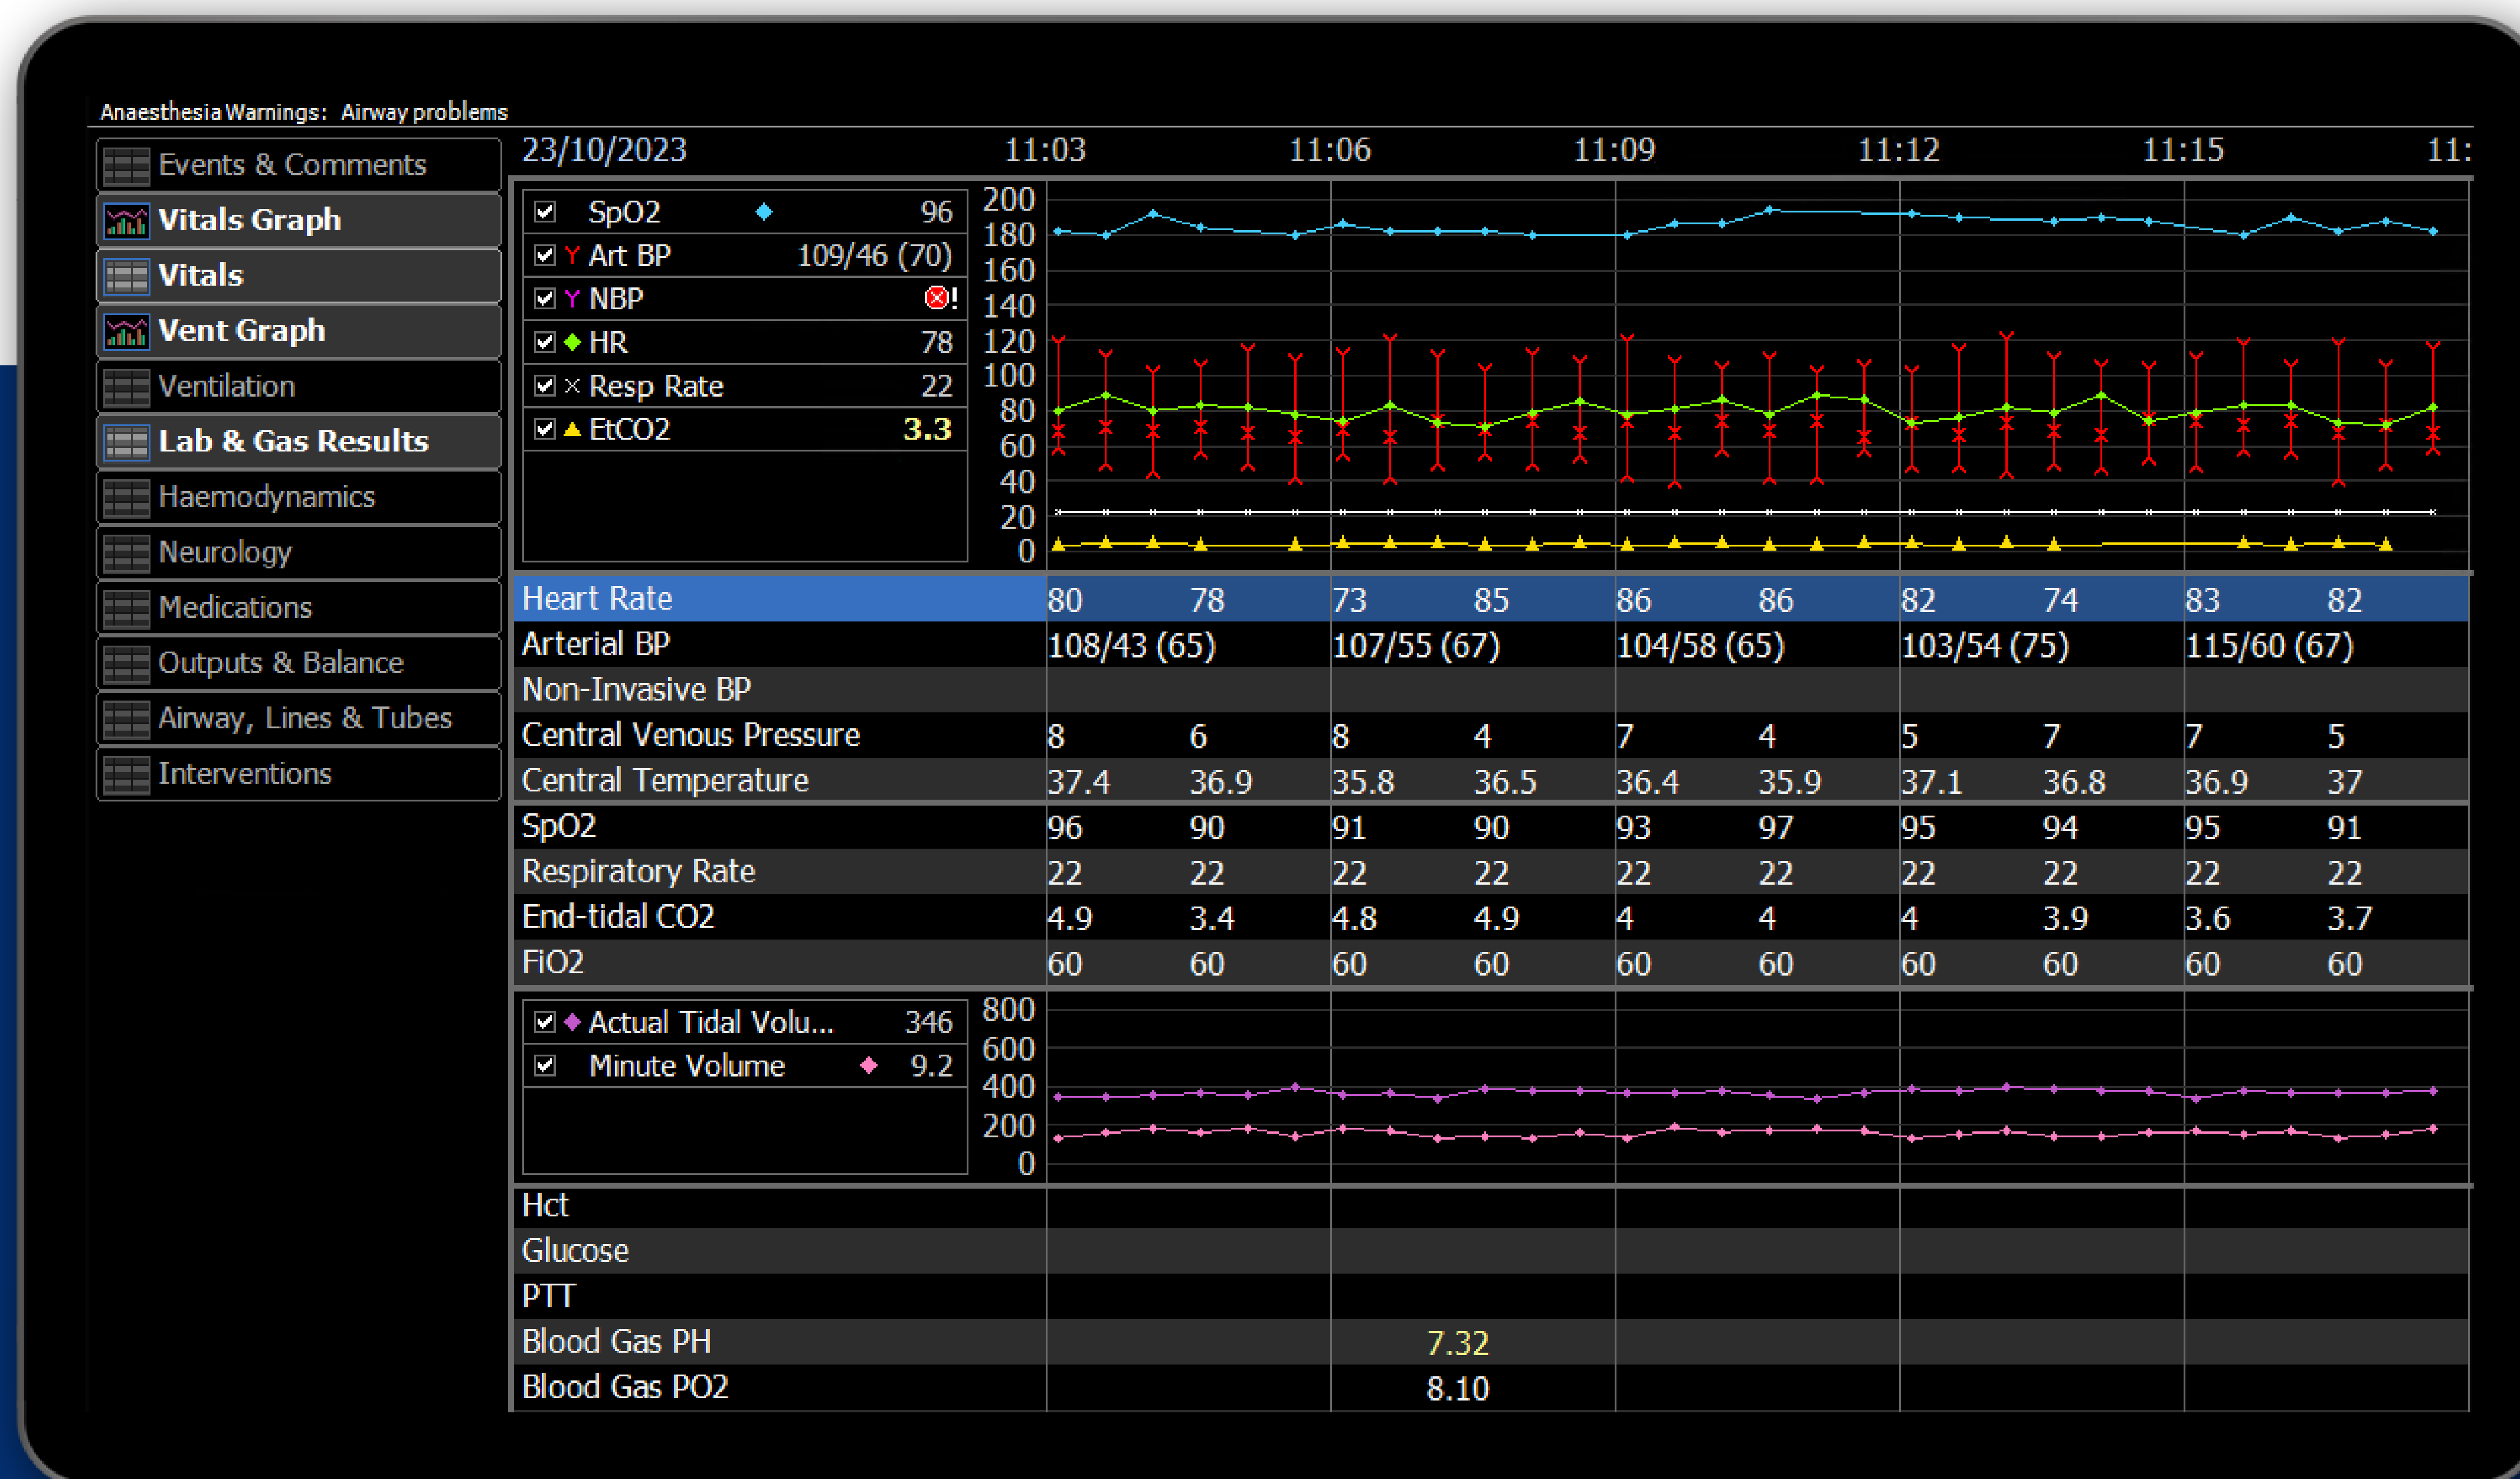 Anaesthesia Warnings: Airway problems
23/10/2023 11:03 11:06 11:09 11:12 11:15 11:
Events & Comments
Vitals Graph
Vitals
Vent Graph
Ventilation
Lab & Gas Results
Haemodynamics
Neurology
Medications
Outputs & Balance
Airway, Lines & Tubes
Interventions
SpO2 96
Art BP 109/46 (70)
NBP !
HR 78
Resp Rate 22
EtCO2 3.3
200
180
160
140
120
100
80
60
40
20
0
Heart Rate 80 78 73 85 86 86 82 74 83 82
Arterial BP 108/43 (65) 107/55 (67) 104/58 (65) 103/54 (75) 115/60 (67)
Non-Invasive BP
Central Venous Pressure 8 6 8 4 7 4 5 7 7 5
Central Temperature 37.4 36.9 35.8 36.5 36.4 35.9 37.1 36.8 36.9 37
SpO2 96 90 91 90 93 97 95 94 95 91
Respiratory Rate 22 22 22 22 22 22 22 22 22 22
End-tidal CO2 4.9 3.4 4.8 4.9 4 4 4 3.9 3.6 3.7
FiO2 60 60 60 60 60 60 60 60 60 60
Actual Tidal Volu... 346
Minute Volume 9.2
800
600
400
200
0
Hct
Glucose
PTT
Blood Gas PH 7.32
Blood Gas PO2 8.10